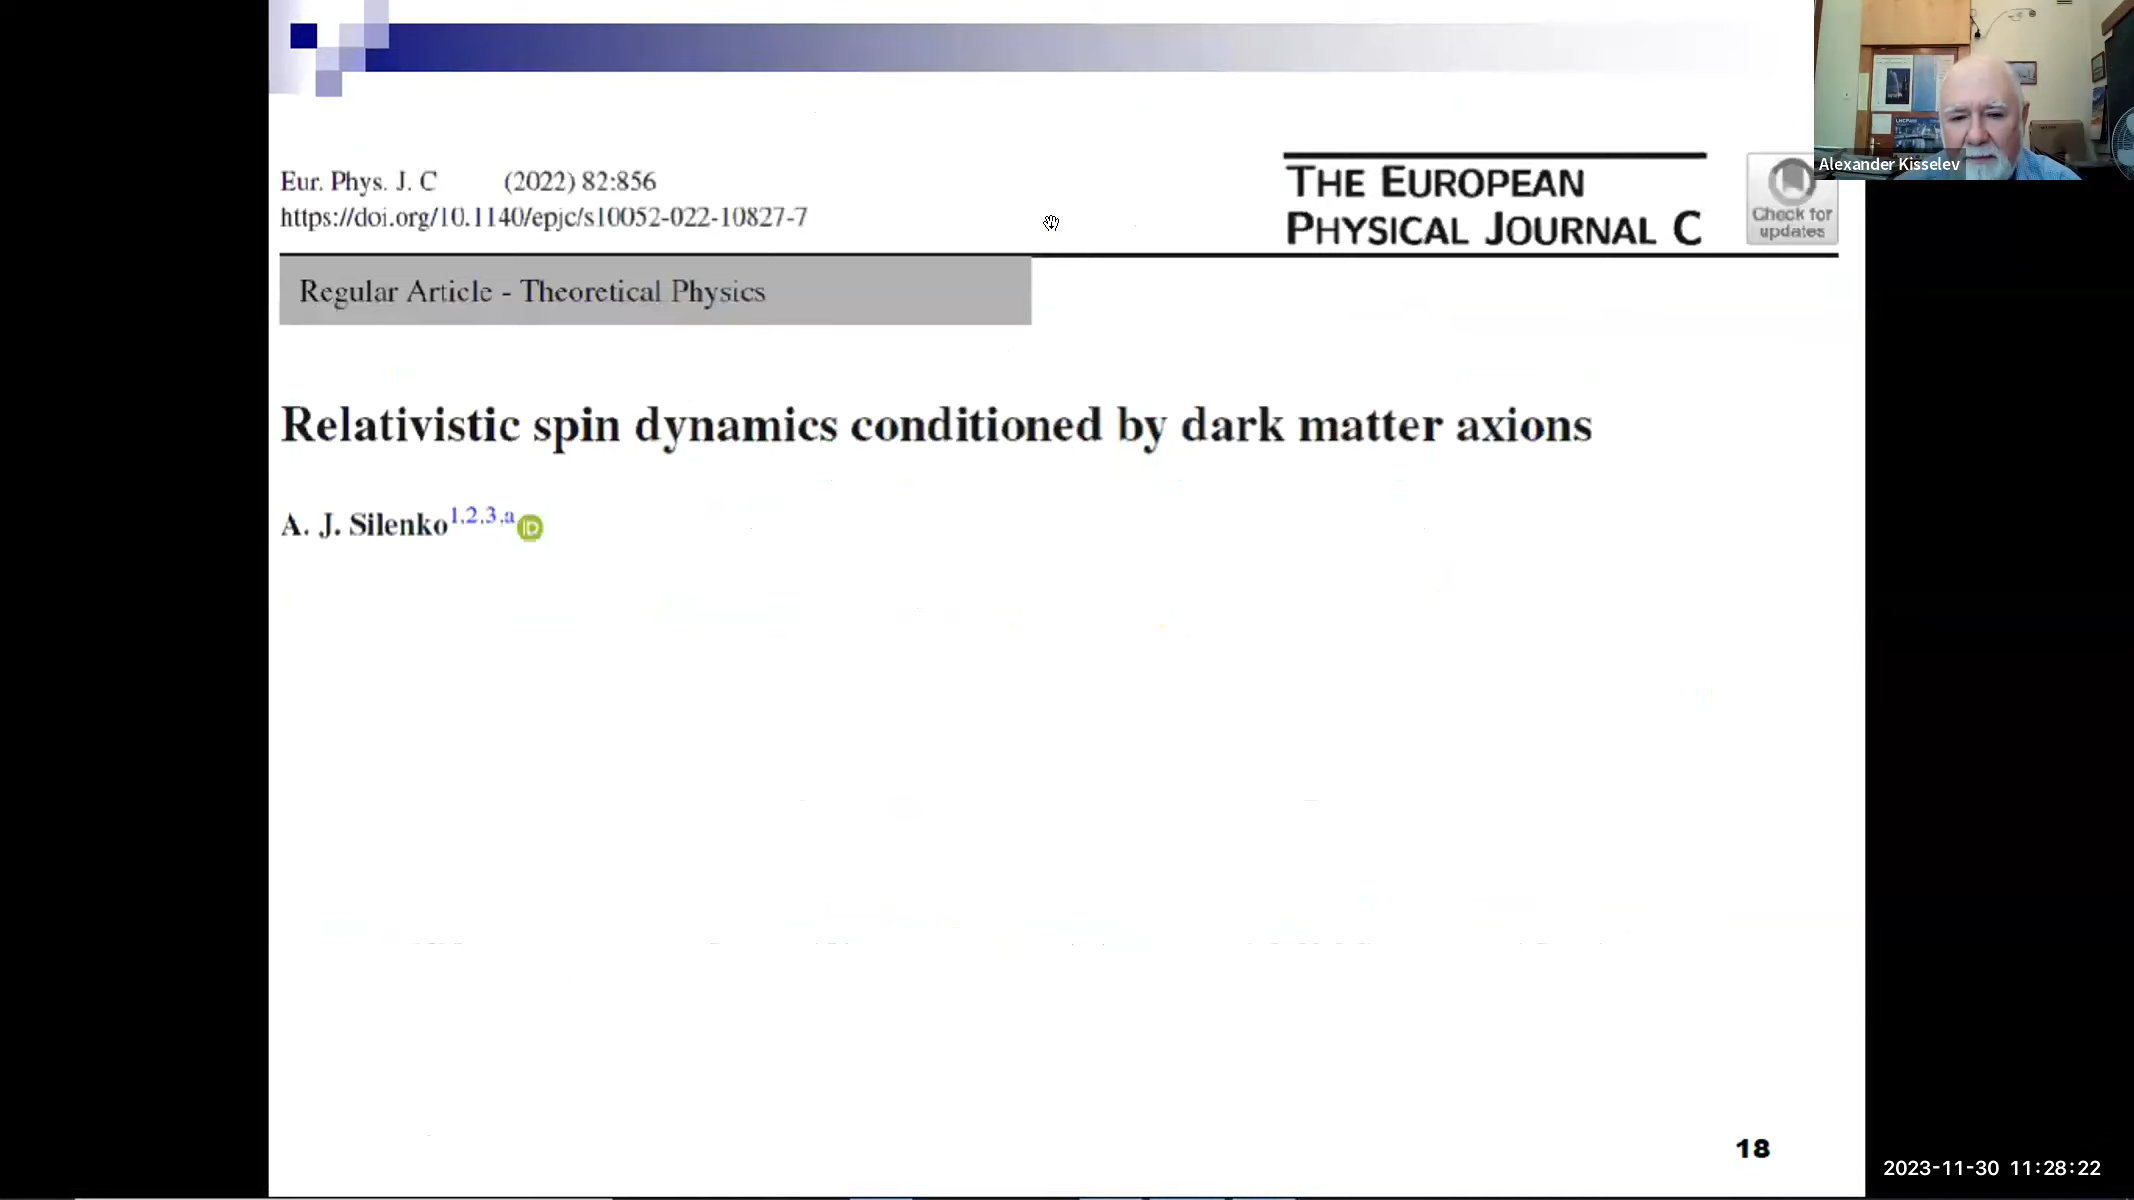 Eur. Phys. J. C (2022) 82:856
https://doi.org/10.1140/epjc/s10052-022-10827-7
THE EUROPEAN
PHYSICAL JOURNAL C
Check for
updates
Alexander Kisselev
Regular Article - Theoretical Physics
Relativistic spin dynamics conditioned by dark matter axions
A. J. Silenko1,2,3,a iD
18
2023-11-30 11:28:22